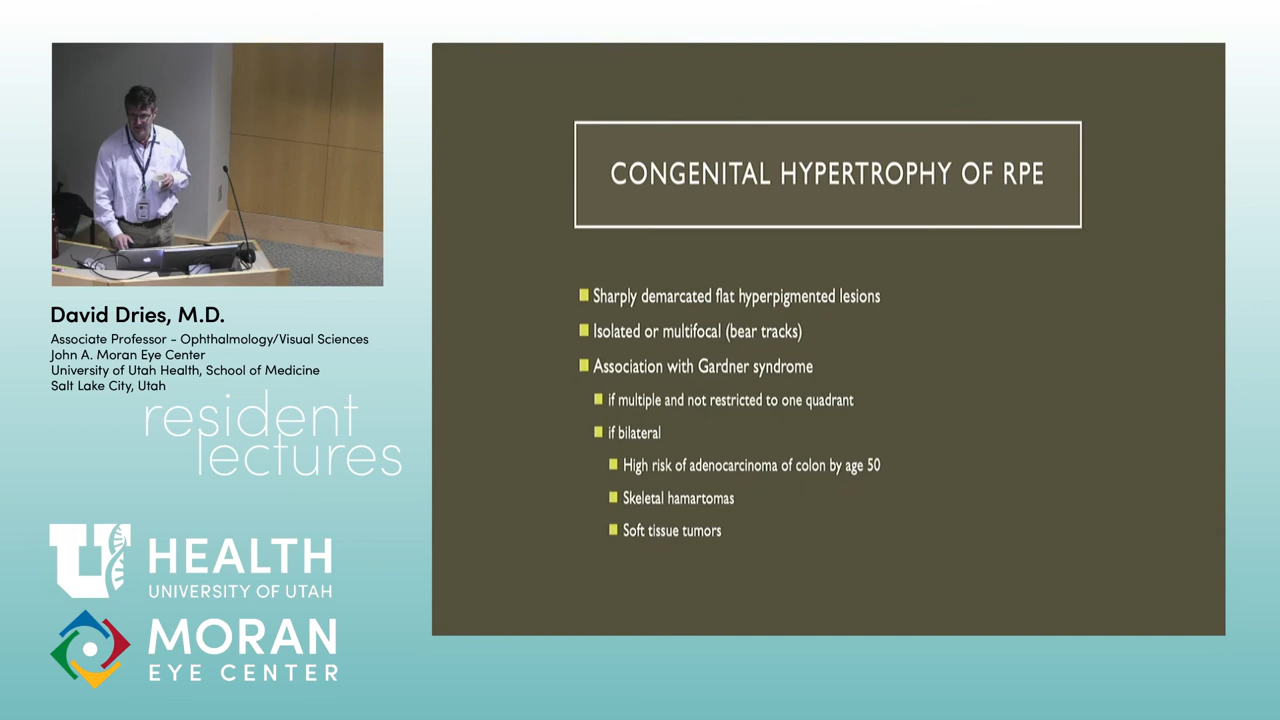 David Dries, M.D.
Associate Professor - Ophthalmology/Visual Sciences
John A. Moran Eye Center
University of Utah Health, School of Medicine
Salt Lake City, Utah
resident
lectures
U HEALTH
UNIVERSITY OF UTAH
MORAN
EYE CENTER
CONGENITAL HYPERTROPHY OF RPE
Sharply demarcated flat hyperpigmented lesions
Isolated or multifocal (bear tracks)
Association with Gardner syndrome
if multiple and not restricted to one quadrant
if bilateral
High risk of adenocarcinoma of colon by age 50
Skeletal hamartomas
Soft tissue tumors